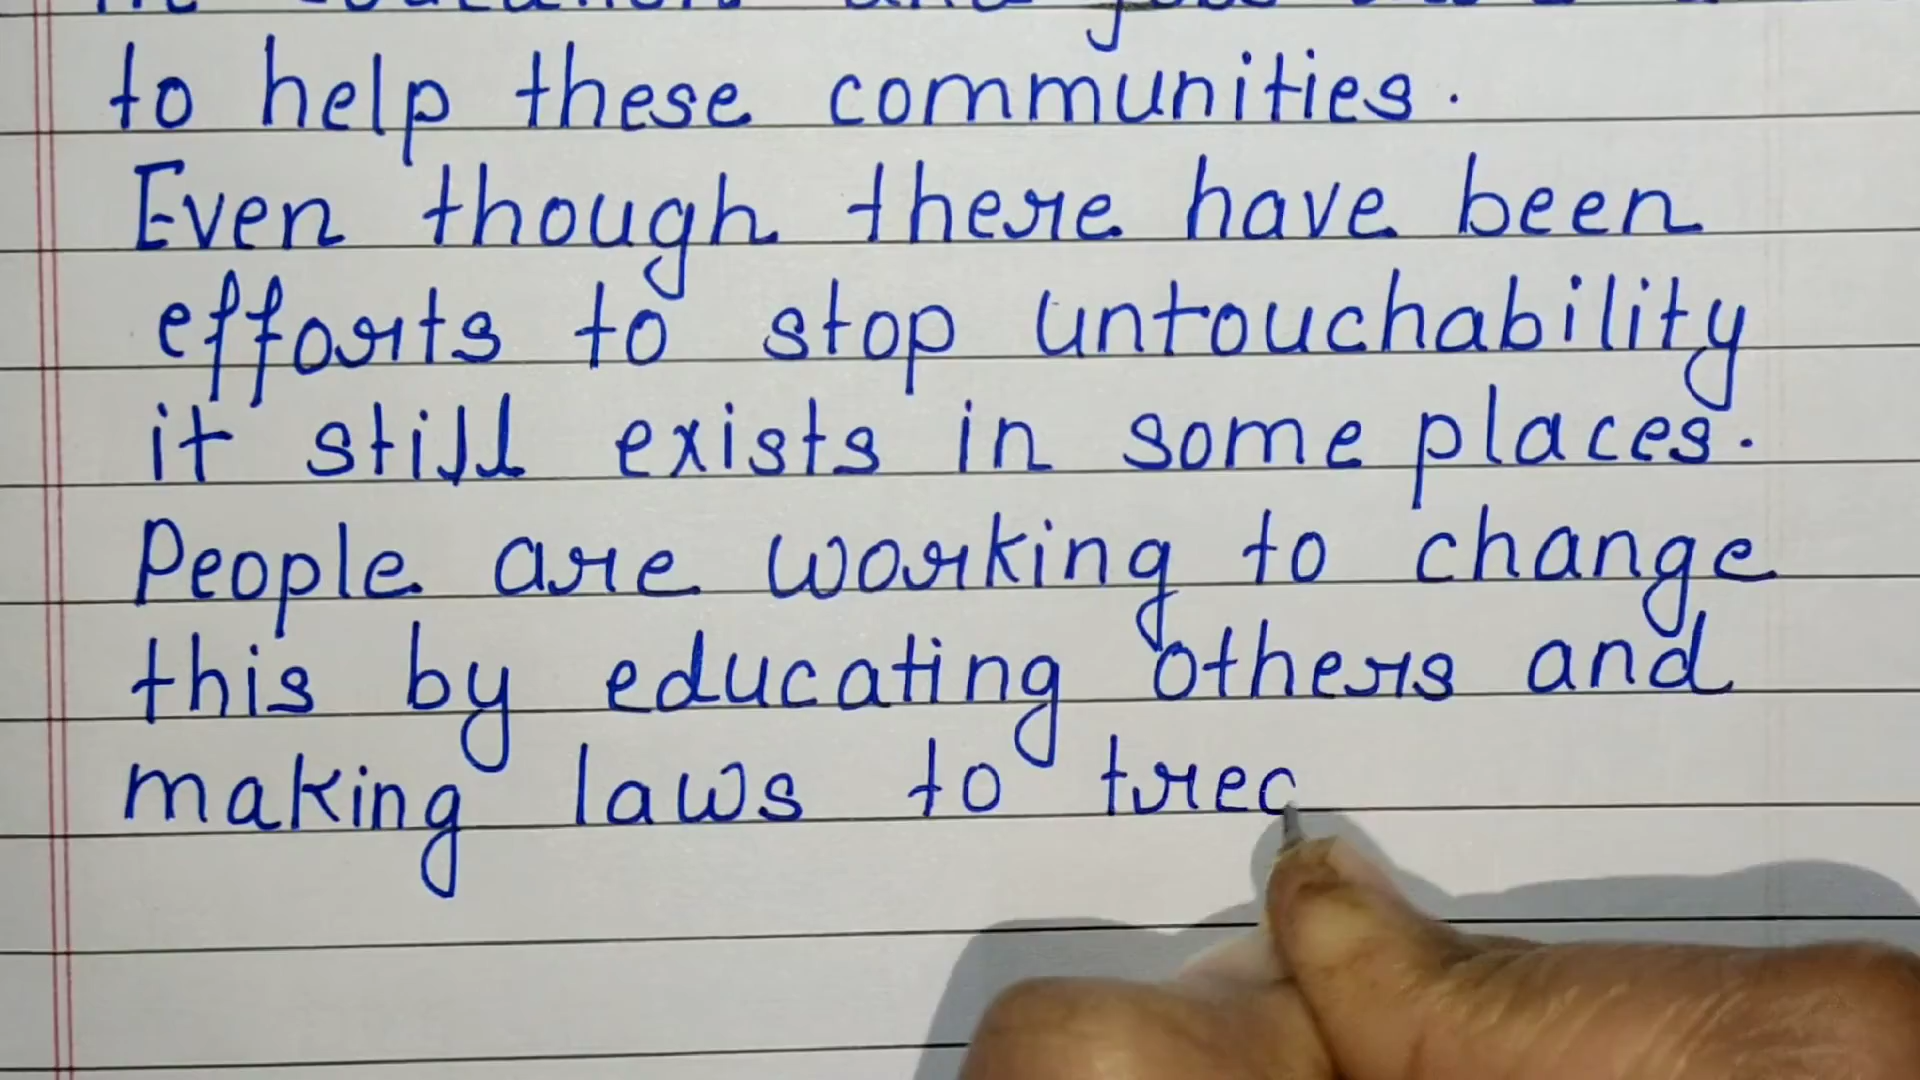 to help these communities.
Even though there have been
efforts to stop untouchability
it still exists in some places.
People are working to change
this by educating others and
making laws to